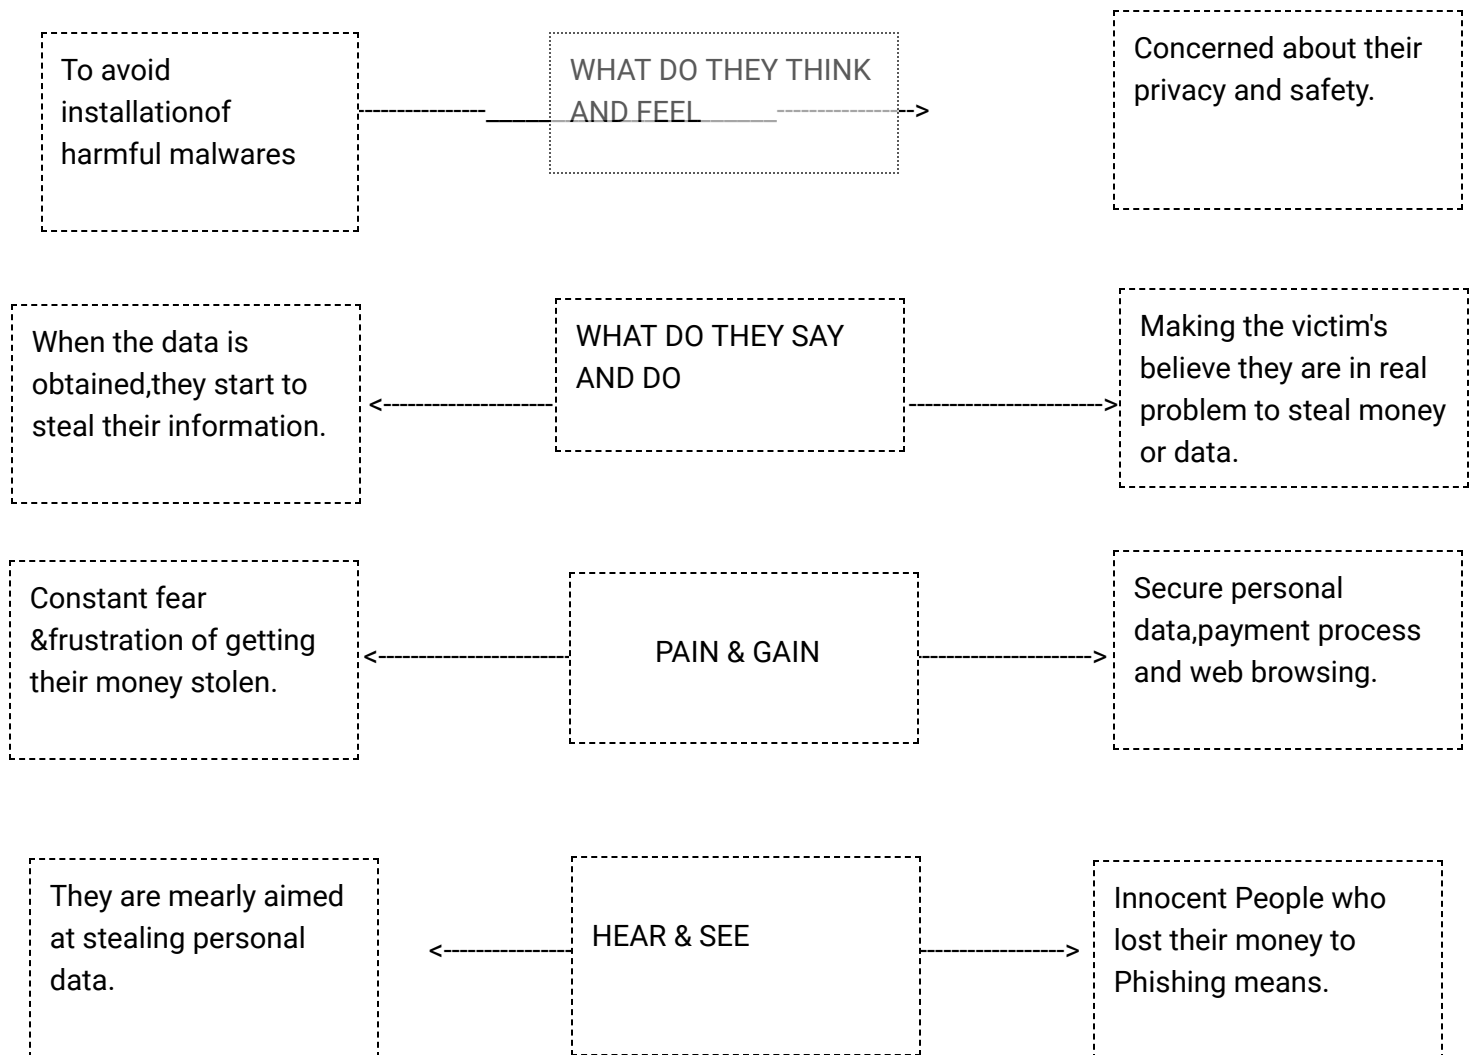 To avoid
installationof
harmful malwares
WHAT DO THEY THINK
AND FEEL
Concerned about their
privacy and safety.
When the data is
obtained,they start to
steal their information.
WHAT DO THEY SAY
AND DO
Making the victim's
believe they are in real
problem to steal money
or data.
Constant fear
&frustration of getting
their money stolen.
PAIN & GAIN
Secure personal
data,payment process
and web browsing.
They are mearly aimed
at stealing personal
data.
HEAR & SEE
Innocent People who
lost their money to
Phishing means.